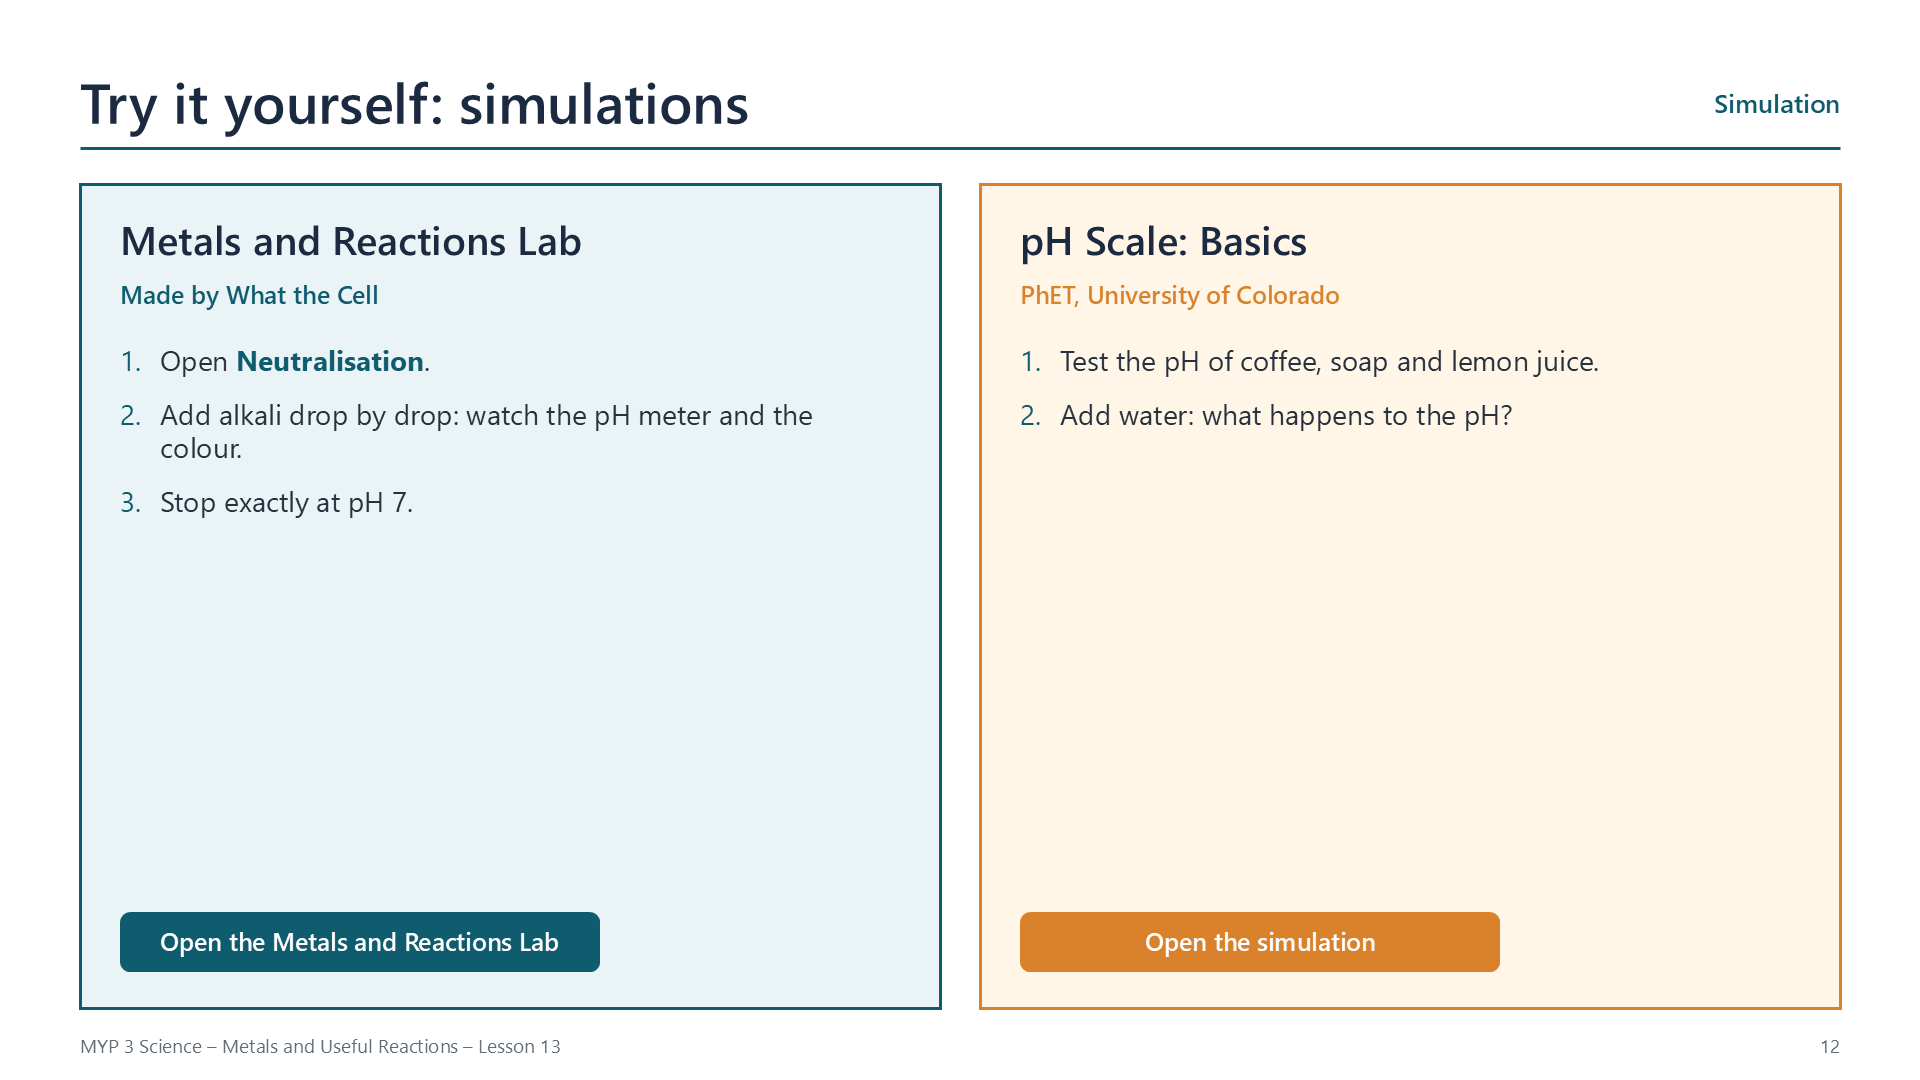 Try it yourself: simulations
Simulation
Metals and Reactions Lab
Made by What the Cell
1. Open Neutralisation.
2. Add alkali drop by drop: watch the pH meter and the
colour.
3. Stop exactly at pH 7.
Open the Metals and Reactions Lab
pH Scale: Basics
PhET, University of Colorado
1. Test the pH of coffee, soap and lemon juice.
2. Add water: what happens to the pH?
Open the simulation
MYP 3 Science – Metals and Useful Reactions – Lesson 13
12